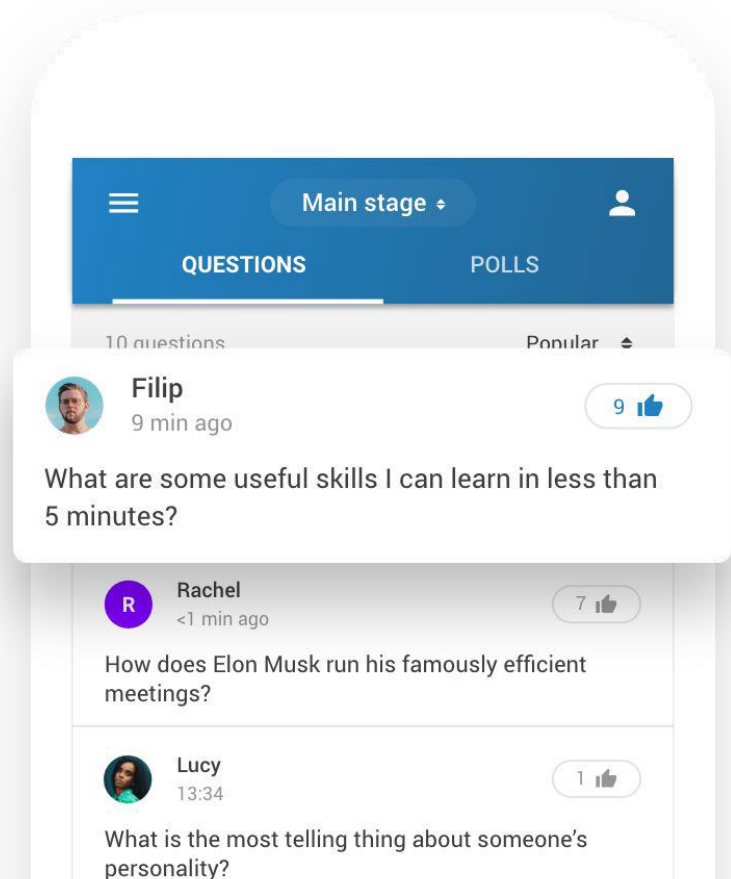 Main stage
QUESTIONS POLLS
10 questions Popular
Filip
9 min ago
9
What are some useful skills I can learn in less than
5 minutes?
R
Rachel
<1 min ago
7
How does Elon Musk run his famously efficient
meetings?
Lucy
13:34
1
What is the most telling thing about someone’s
personality?